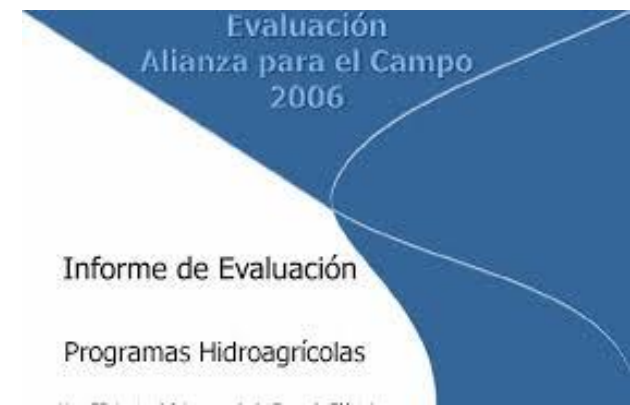 Evaluación
Alianza para el Campo
2006
Informe de Evaluación
Programas Hidroagrícolas